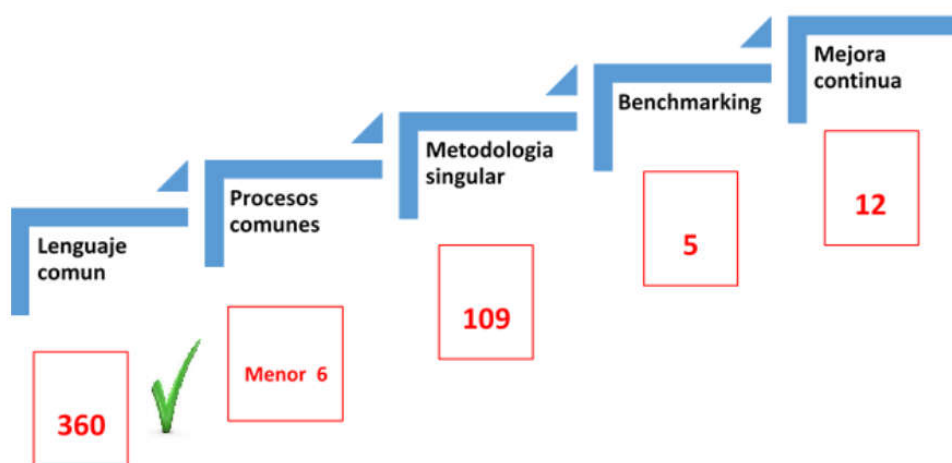 Lenguaje
comun
360
Procesos
comunes
Menor 6
Metodologia
singular
109
Benchmarking
5
Mejora
continua
12